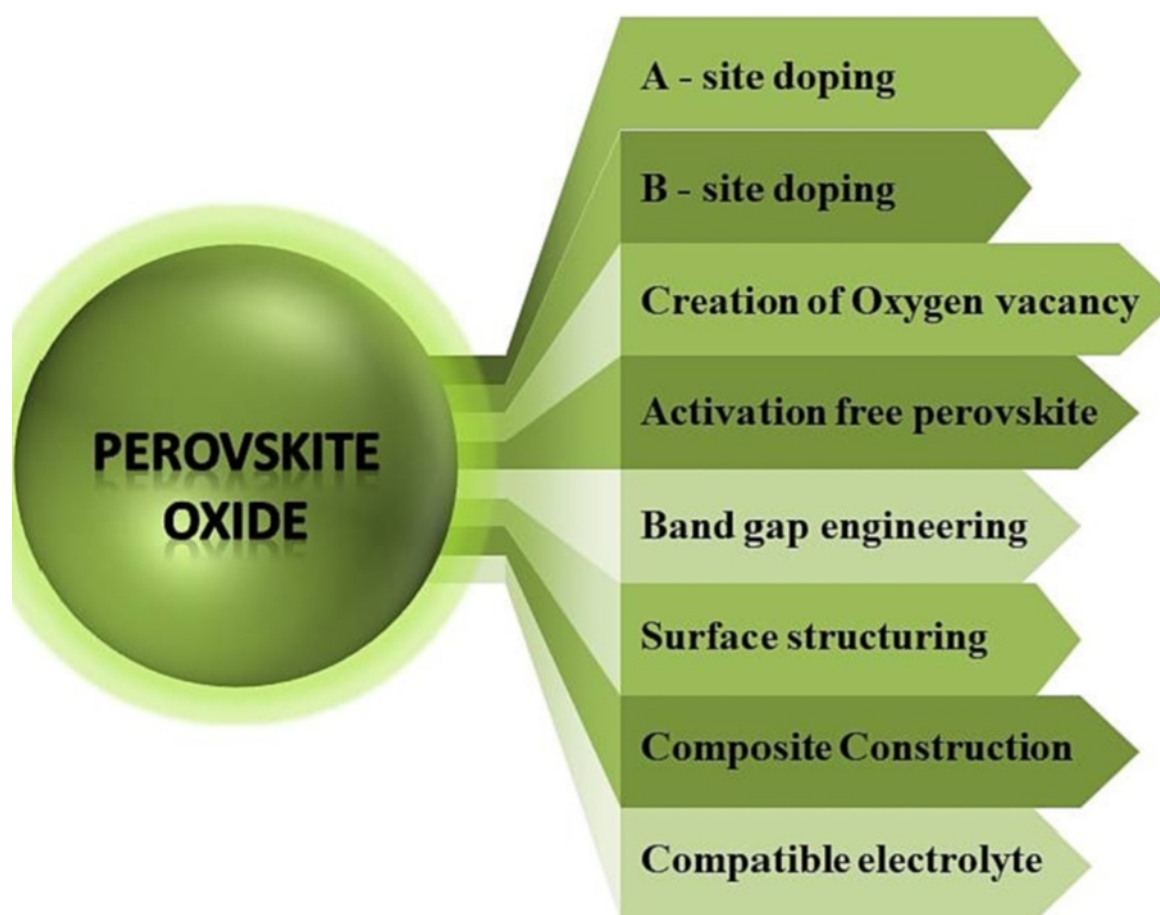 PEROVSKITE
OXIDE
A - site doping
B - site doping
Creation of Oxygen vacancy
Activation free perovskite
Band gap engineering
Surface structuring
Composite Construction
Compatible electrolyte